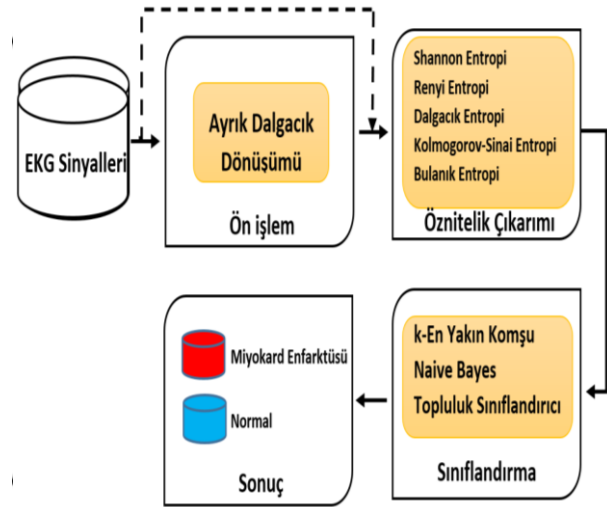 EKG Sinyalleri
Ayrık Dalgacık
Dönüşümü
Ön işlem
Shannon Entropi
Renyi Entropi
Dalgacık Entropi
Kolmogorov-Sinai Entropi
Bulanık Entropi
Öznitelik Çıkarımı
k-En Yakın Komşu
Naive Bayes
Topluluk Sınıflandırıcı
Sınıflandırma
Miyokard Enfarktüsü
Normal
Sonuç